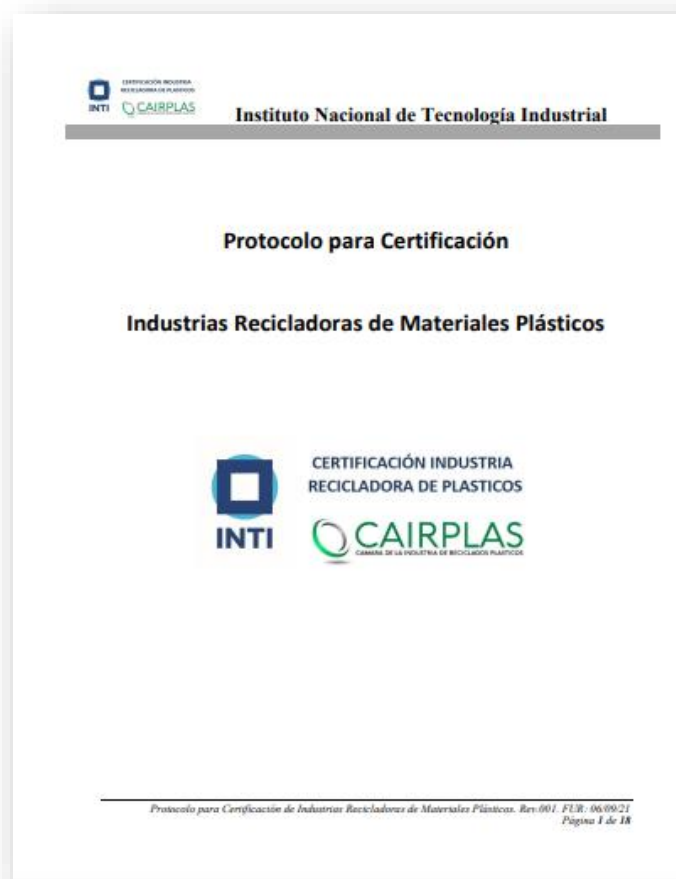 CERTIFICACIÓN INDUSTRIA
RECICLADORA DE PLASTICOS
INTI
CAIRPLAS
Instituto Nacional de Tecnología Industrial
Protocolo para Certificación
Industrias Recicladoras de Materiales Plásticos
CERTIFICACIÓN INDUSTRIA
RECICLADORA DE PLASTICOS
INTI
CAIRPLAS
CAMARA DE LA INDUSTRIA DE RECICLADOS PLASTICOS
Protocolo para Certificación de Industrias Recicladoras de Materiales Plásticos. Rev:001. FUR: 06/09/21
Página 1 de 18